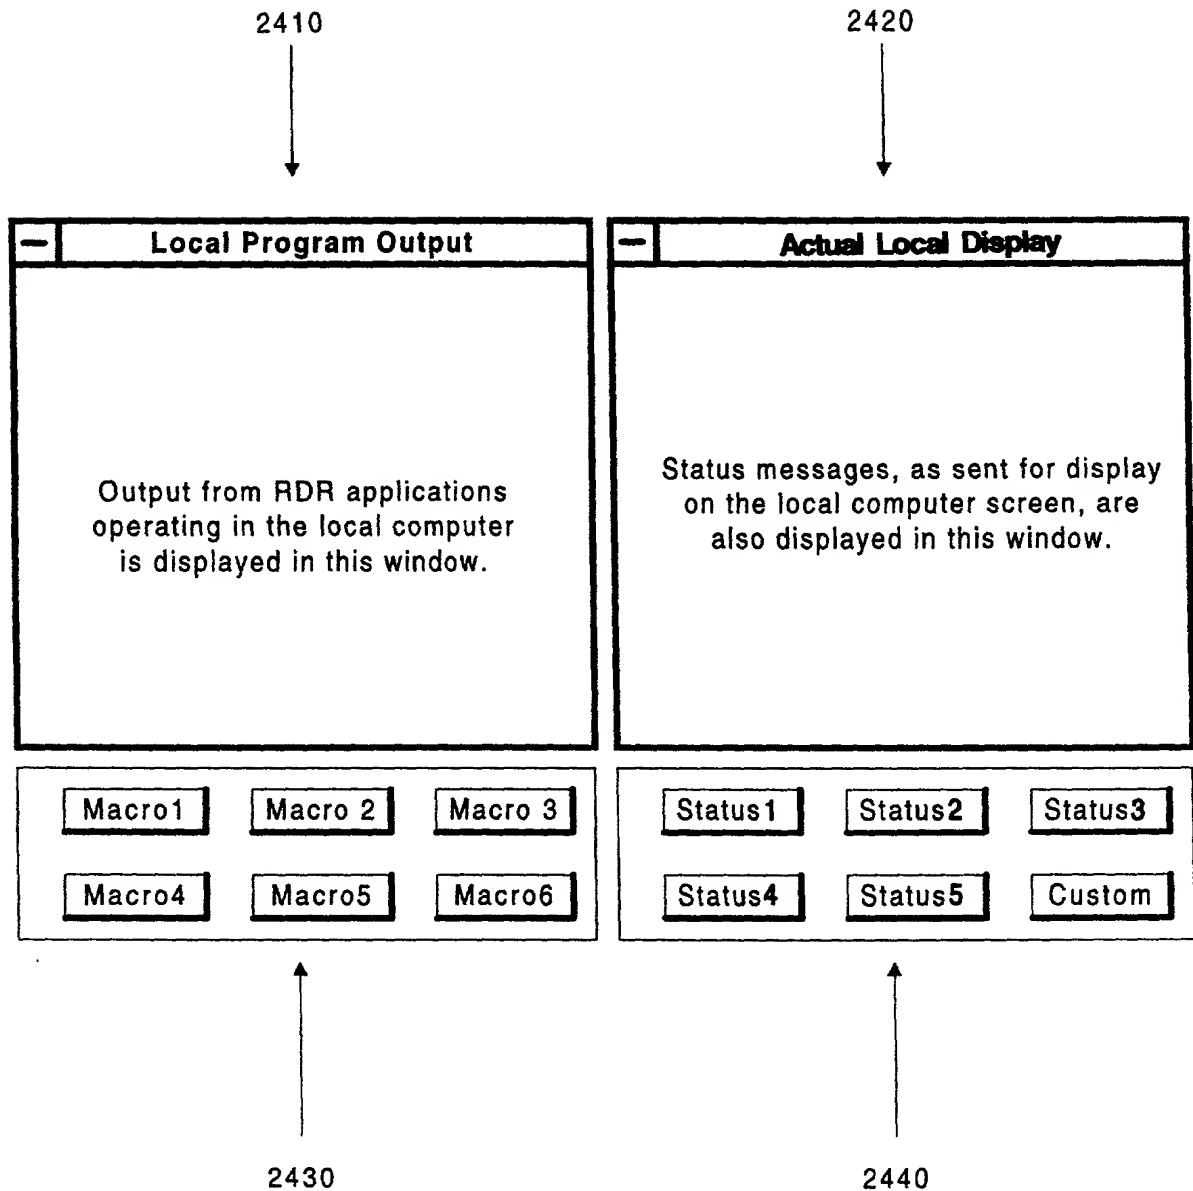 2410
2420
Local Program Output
Actual Local Display
Output from RDR applications
operating in the local computer
is displayed in this window.
Status messages, as sent for display
on the local computer screen, are
also displayed in this window.
Macro1
Macro 2
Macro 3
Macro4
Macro5
Macro6
Status1
Status2
Status3
Status4
Status5
Custom
2430
2440